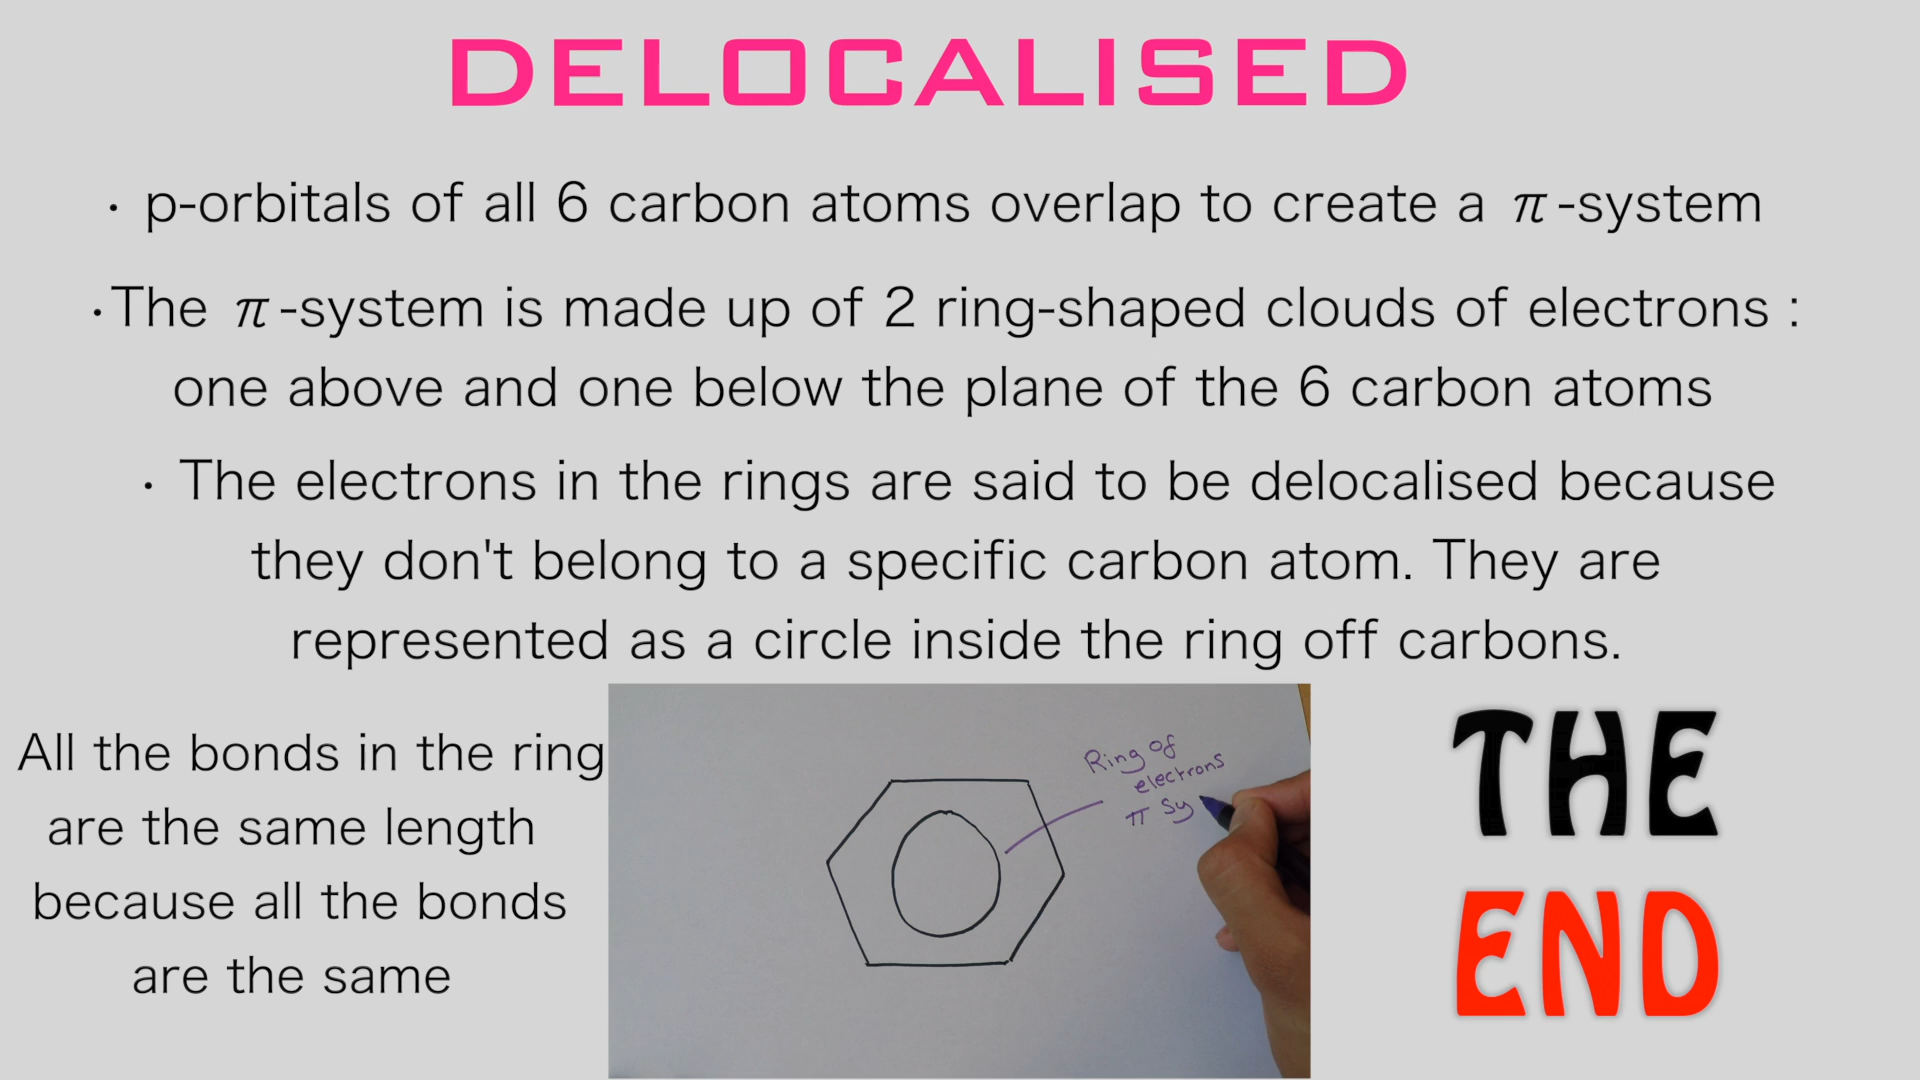 DELOCALISED
· p-orbitals of all 6 carbon atoms overlap to create a π-system
·The π-system is made up of 2 ring-shaped clouds of electrons :
one above and one below the plane of the 6 carbon atoms
· The electrons in the rings are said to be delocalised because
they don't belong to a specific carbon atom. They are
represented as a circle inside the ring off carbons.
All the bonds in the ring
are the same length
because all the bonds
are the same
Ring of
electrons
π sy
THE
END